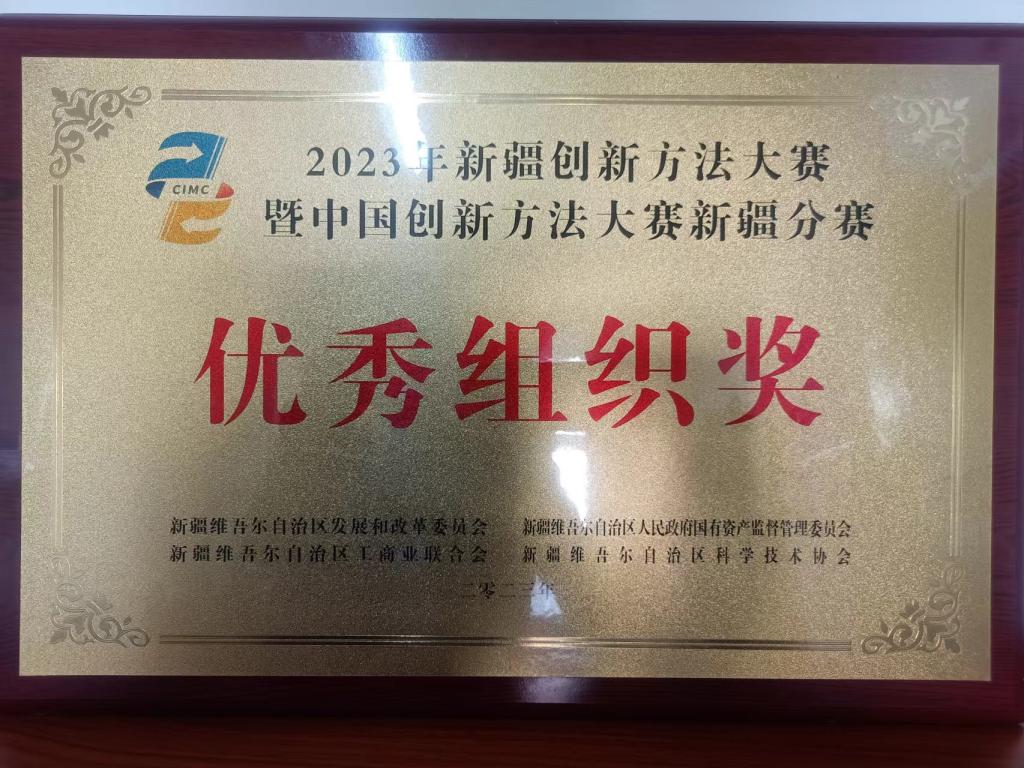 CIMC
2023年新疆创新方法大赛
暨中国创新方法大赛新疆分赛
优秀组织奖
新疆维吾尔自治区发展和改革委员会 新疆维吾尔自治区人民政府国有资产监督管理委员会
新疆维吾尔自治区工商业联合会 新疆维吾尔自治区科学技术协会
二零二三年